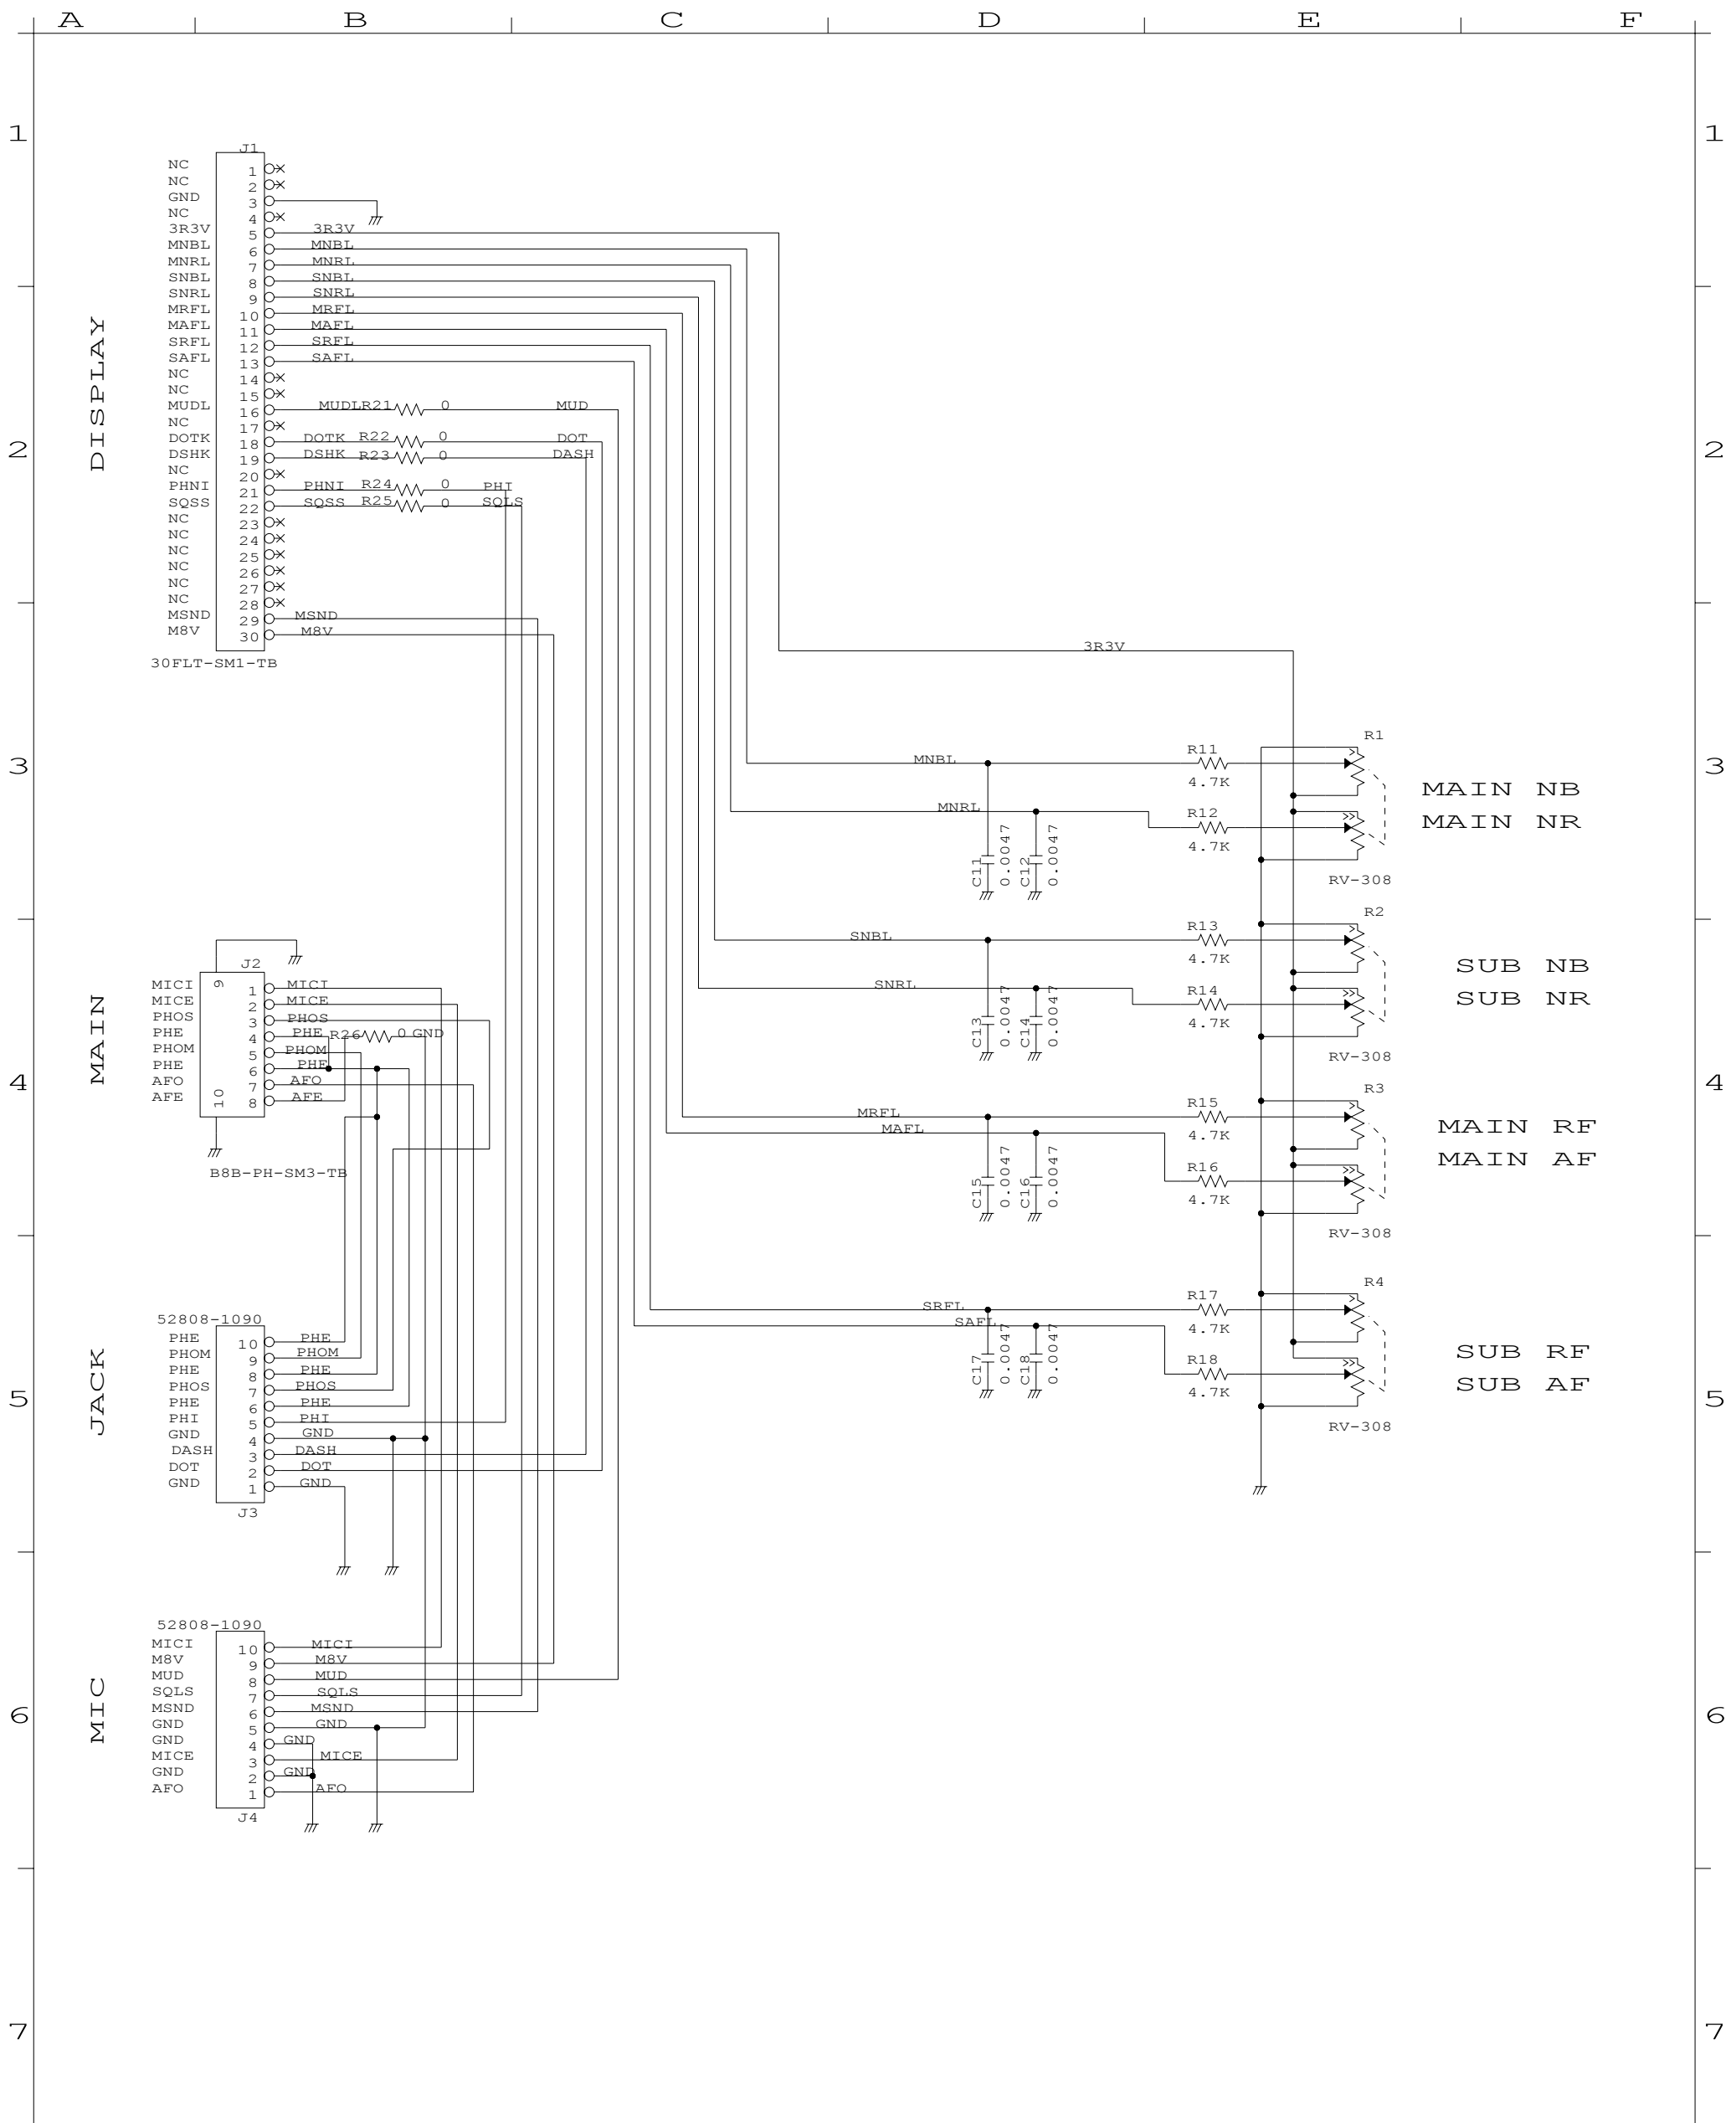 A B C D E F
1 1
J1
NC 1
NC 2
GND 3
NC 4
3R3V 5 3R3V
MNBL 6 MNBL
MNRL 7 MNRL
SNBL 8 SNBL
SNRL 9 SNRL
MRFL 10 MRFL
MAFL 11 MAFL
SRFL 12 SRFL
SAFL 13 SAFL
NC 14
NC 15
MUDL 16 MUDL R21 0 MUD
NC 17
DOTK 18 DOTK R22 0 DOT
DSHK 19 DSHK R23 0 DASH
NC 20
PHNI 21 PHNI R24 0 PHI
SQSS 22 SQSS R25 0 SQLS
NC 23
NC 24
NC 25
NC 26
NC 27
NC 28
MSND 29 MSND
M8V 30 M8V
30FLT-SM1-TB
DISPLAY
2 2
3R3V
3 3
R1
MNBL R11
4.7K
MAIN NB
MNRL R12
4.7K
MAIN NR
C11 0.0047 C12 0.0047
RV-308
R2
SNBL R13
4.7K
SUB NB
SNRL R14
4.7K
SUB NR
C13 0.0047 C14 0.0047
RV-308
J2
9
MICI 1 MICI
MICE 2 MICE
PHOS 3 PHOS
PHE 4 PHE R26 0 GND
PHOM 5 PHOM
PHE 6 PHE
AFO 7 AFO
AFE 8 AFE
10
B8B-PH-SM3-TB
MAIN
4 4
R3
MRFL R15
4.7K
MAIN RF
MAFL R16
4.7K
MAIN AF
C15 0.0047 C16 0.0047
RV-308
R4
SRFL R17
4.7K
SUB RF
SAFL R18
4.7K
SUB AF
C17 0.0047 C18 0.0047
RV-308
52808-1090
PHE 10 PHE
PHOM 9 PHOM
PHE 8 PHE
PHOS 7 PHOS
PHE 6 PHE
PHI 5 PHI
GND 4 GND
DASH 3 DASH
DOT 2 DOT
GND 1 GND
J3
JACK
5 5
52808-1090
MICI 10 MICI
M8V 9 M8V
MUD 8 MUD
SQLS 7 SQLS
MSND 6 MSND
GND 5 GND
GND 4 GND
MICE 3 MICE
GND 2 GND
AFO 1 AFO
J4
MIC
6 6
7 7